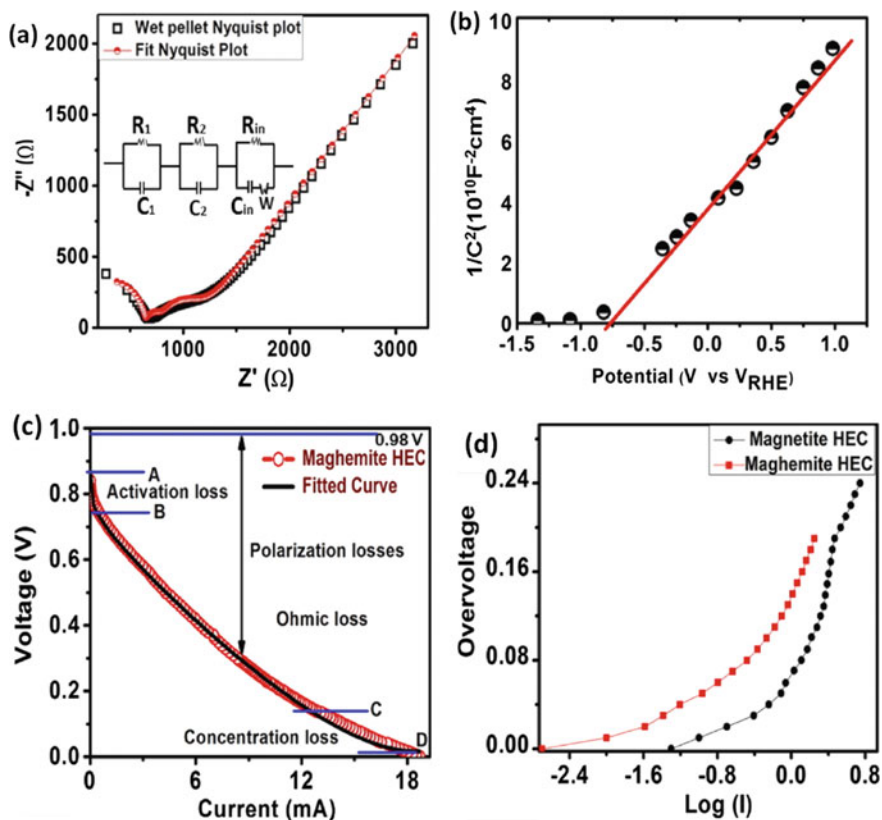 (a)
Wet pellet Nyquist plot
Fit Nyquist Plot
2000
1500
1000
500
0
-Z" (Ω)
R1 R2 Rin
C1 C2 Cin W
1000 2000 3000
Z' (Ω)
(b)
10
8
6
4
2
0
1/C²(10¹⁰F⁻²cm⁴)
-1.5 -1.0 -0.5 0.0 0.5 1.0
Potential (V vs VRHE)
(c)
1.0
0.8
0.6
0.4
0.2
0.0
Voltage (V)
0.98 V
A
Maghemite HEC
Activation loss
Fitted Curve
B
Polarization losses
Ohmic loss
C
Concentration loss
D
0 6 12 18
Current (mA)
(d)
Magnetite HEC
Maghemite HEC
0.24
0.16
0.08
0.00
Overvoltage
-2.4 -1.6 -0.8 0.0 0.8
Log (I)